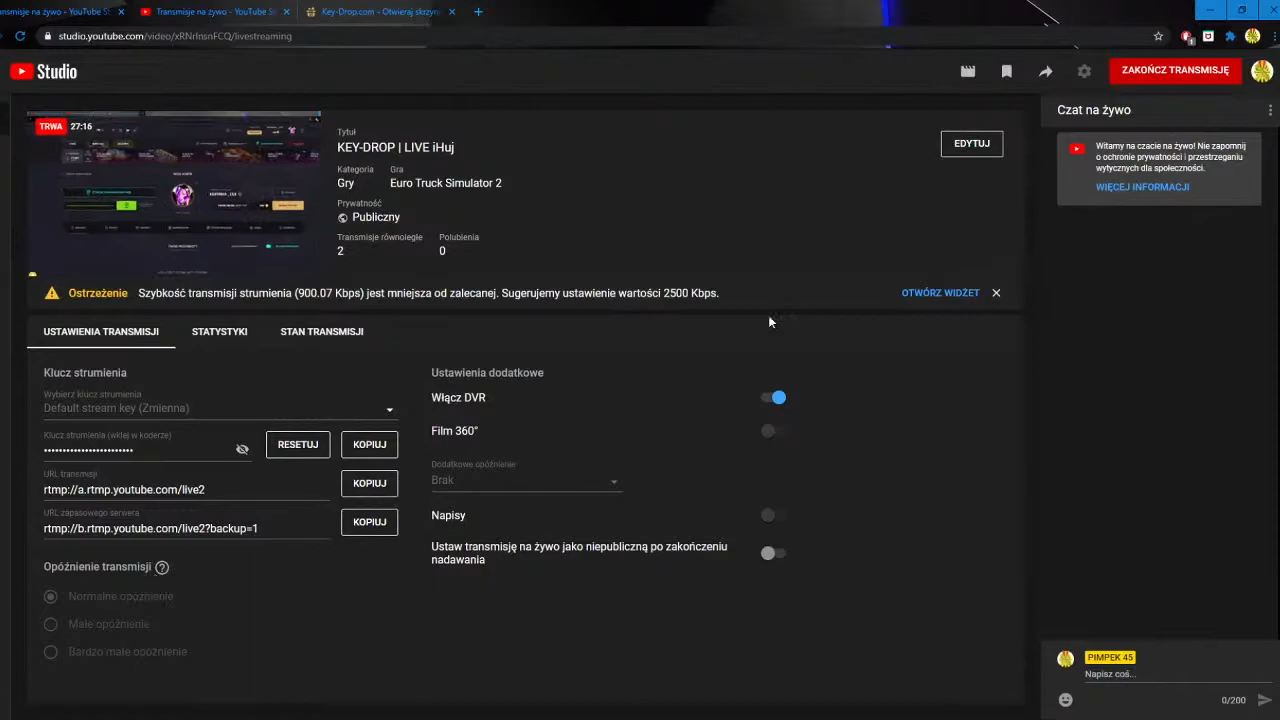 Transmisje na żywo - YouTube St
Key-Drop.com - Otwieraj skrzyn
studio.youtube.com/video/xRNrInsnFCQ/livestreaming
Studio
ZAKOŃCZ TRANSMISJĘ
TRWA 27:16
Tytuł
KEY-DROP | LIVE iHuj
EDYTUJ
Kategoria Gra
Gry Euro Truck Simulator 2
Prywatność
Publiczny
Transmisje równoległe Polubienia
2 0
Ostrzeżenie Szybkość transmisji strumienia (900.07 Kbps) jest mniejsza od zalecanej. Sugerujemy ustawienie wartości 2500 Kbps.
OTWÓRZ WIDŻET
USTAWIENIA TRANSMISJI STATYSTYKI STAN TRANSMISJI
Klucz strumienia
Wybierz klucz strumienia
Default stream key (Zmienna)
Klucz strumienia (wklej w koderze)
RESETUJ KOPIUJ
URL transmisji
rtmp://a.rtmp.youtube.com/live2
KOPIUJ
URL zapasowego serwera
rtmp://b.rtmp.youtube.com/live2?backup=1
KOPIUJ
Opóźnienie transmisji
Normalne opóźnienie
Małe opóźnienie
Bardzo małe opóźnienie
Ustawienia dodatkowe
Włącz DVR
Film 360°
Dodatkowe opóźnienie
Brak
Napisy
Ustaw transmisję na żywo jako niepubliczną po zakończeniu
nadawania
Czat na żywo
Witamy na czacie na żywo! Nie zapomnij
o ochronie prywatności i przestrzeganiu
wytycznych dla społeczności.
WIĘCEJ INFORMACJI
PIMPEK 45
Napisz coś...
0/200